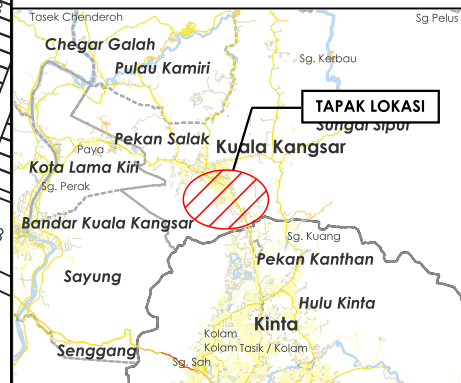 Tasek Chenderoh
Sg Pelus
Chegar Galah
Pulau Kamiri
Sg. Kerbau
TAPAK LOKASI
Sungai Siput
Pekan Salak
Kuala Kangsar
Paya
Kota Lama Kiri
Sg. Perak
Bandar Kuala Kangsar
Sg. Kuang
Pekan Kanthan
Sayung
Hulu Kinta
Kinta
Kolam
Kolam Tasik / Kolam
Senggang
Sg. Sah